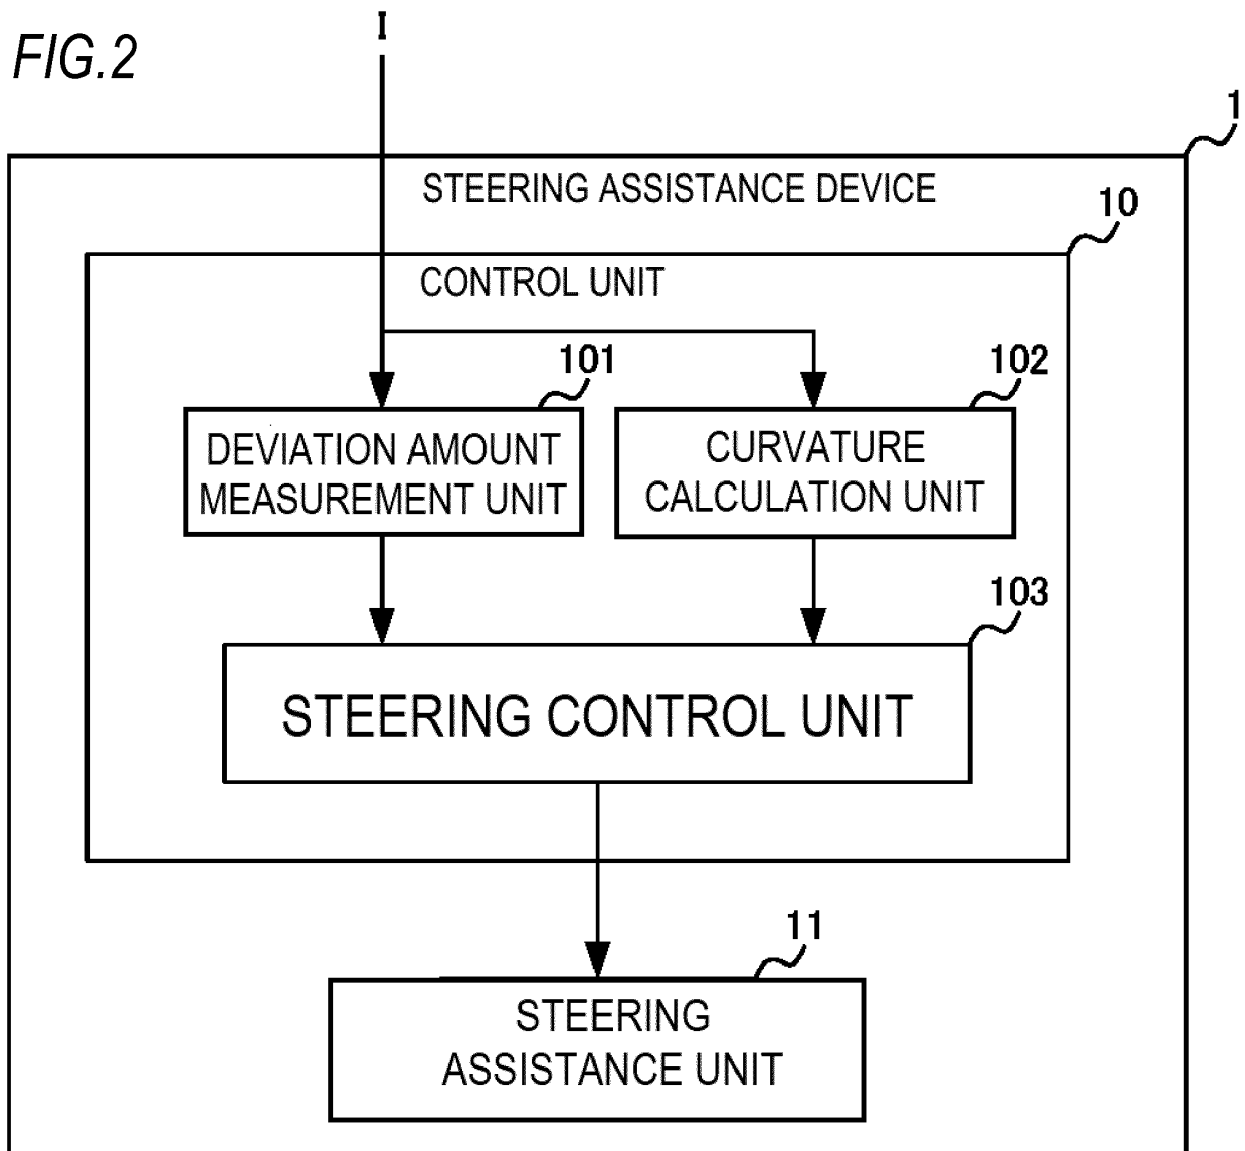 FIG.2
I
1
STEERING ASSISTANCE DEVICE
10
CONTROL UNIT
101
102
DEVIATION AMOUNT
MEASUREMENT UNIT
CURVATURE
CALCULATION UNIT
103
STEERING CONTROL UNIT
11
STEERING
ASSISTANCE UNIT